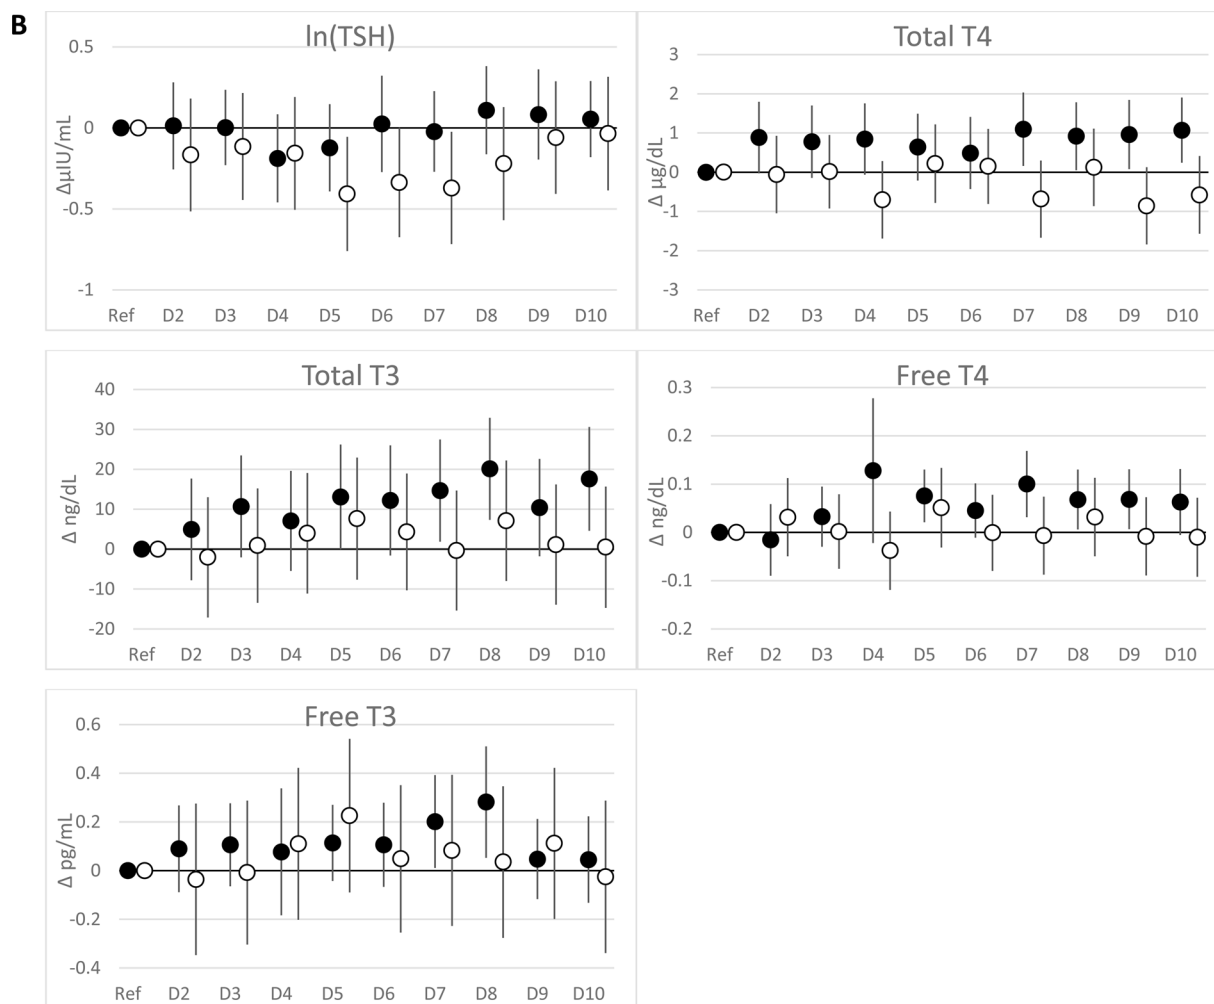 B
ln(TSH)
0.5
0
-0.5
-1
ΔµIU/mL
Ref D2 D3 D4 D5 D6 D7 D8 D9 D10
Total T4
3
2
1
0
-1
-2
-3
Δ µg/dL
Ref D2 D3 D4 D5 D6 D7 D8 D9 D10
Total T3
40
30
20
10
0
-10
-20
Δ ng/dL
Ref D2 D3 D4 D5 D6 D7 D8 D9 D10
Free T4
0.3
0.2
0.1
0
-0.1
-0.2
Δ ng/dL
Ref D2 D3 D4 D5 D6 D7 D8 D9 D10
Free T3
0.6
0.4
0.2
0
-0.2
-0.4
Δ pg/mL
Ref D2 D3 D4 D5 D6 D7 D8 D9 D10